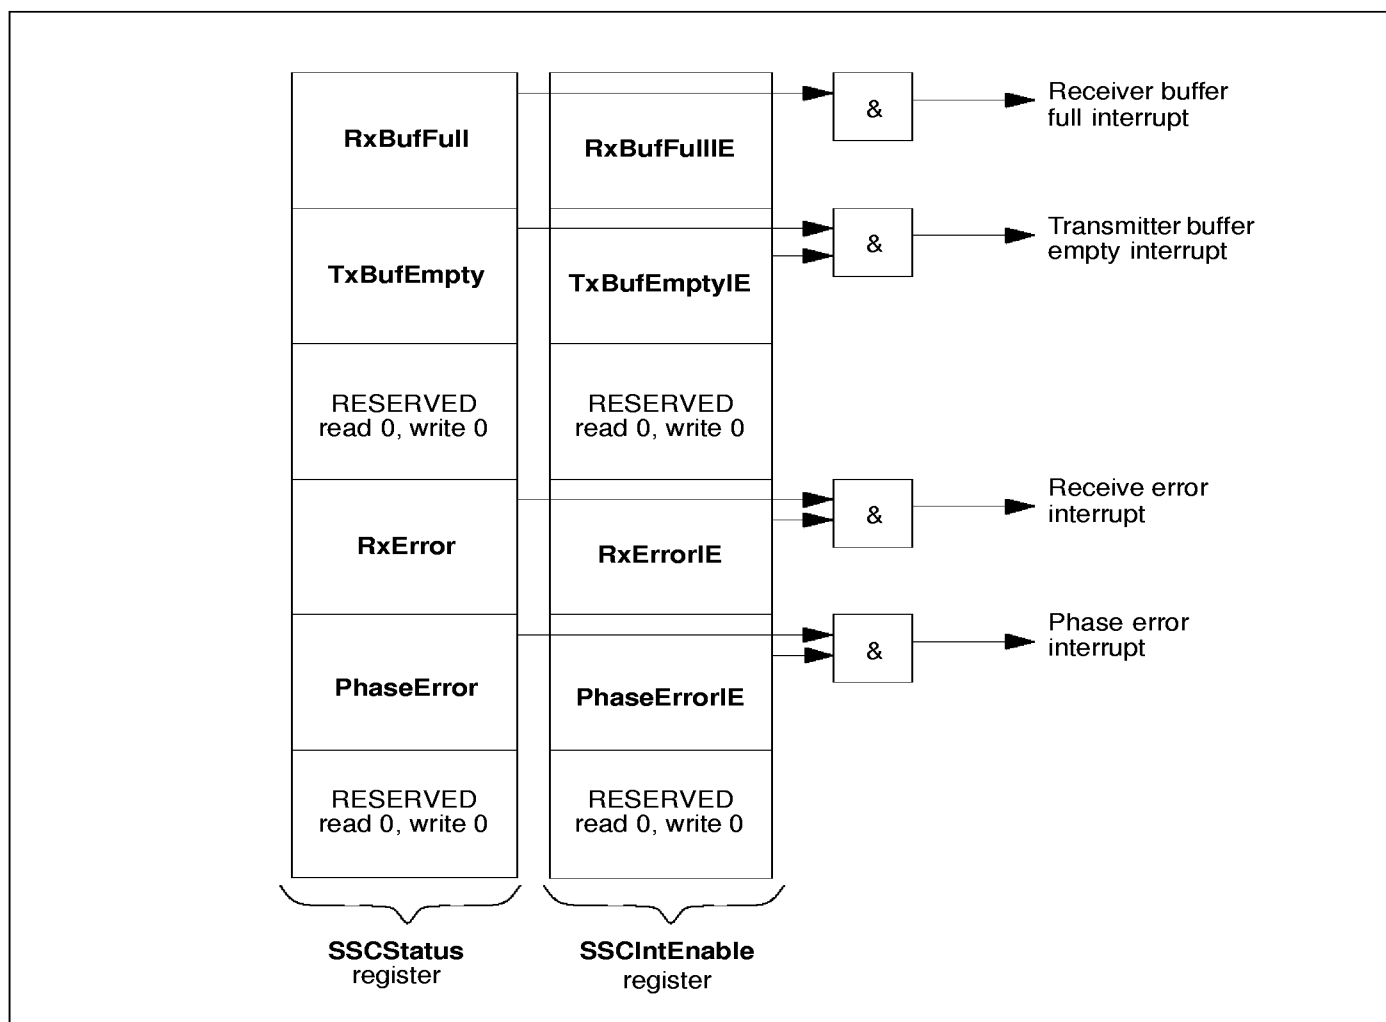 RxBufFull
RxBufFullIE
&
Receiver buffer
full interrupt
TxBufEmpty
TxBufEmptyIE
&
Transmitter buffer
empty interrupt
RESERVED
read 0, write 0
RESERVED
read 0, write 0
RxError
RxErrorIE
&
Receive error
interrupt
PhaseError
PhaseErrorIE
&
Phase error
interrupt
RESERVED
read 0, write 0
RESERVED
read 0, write 0
SSCStatus
register
SSCIntEnable
register